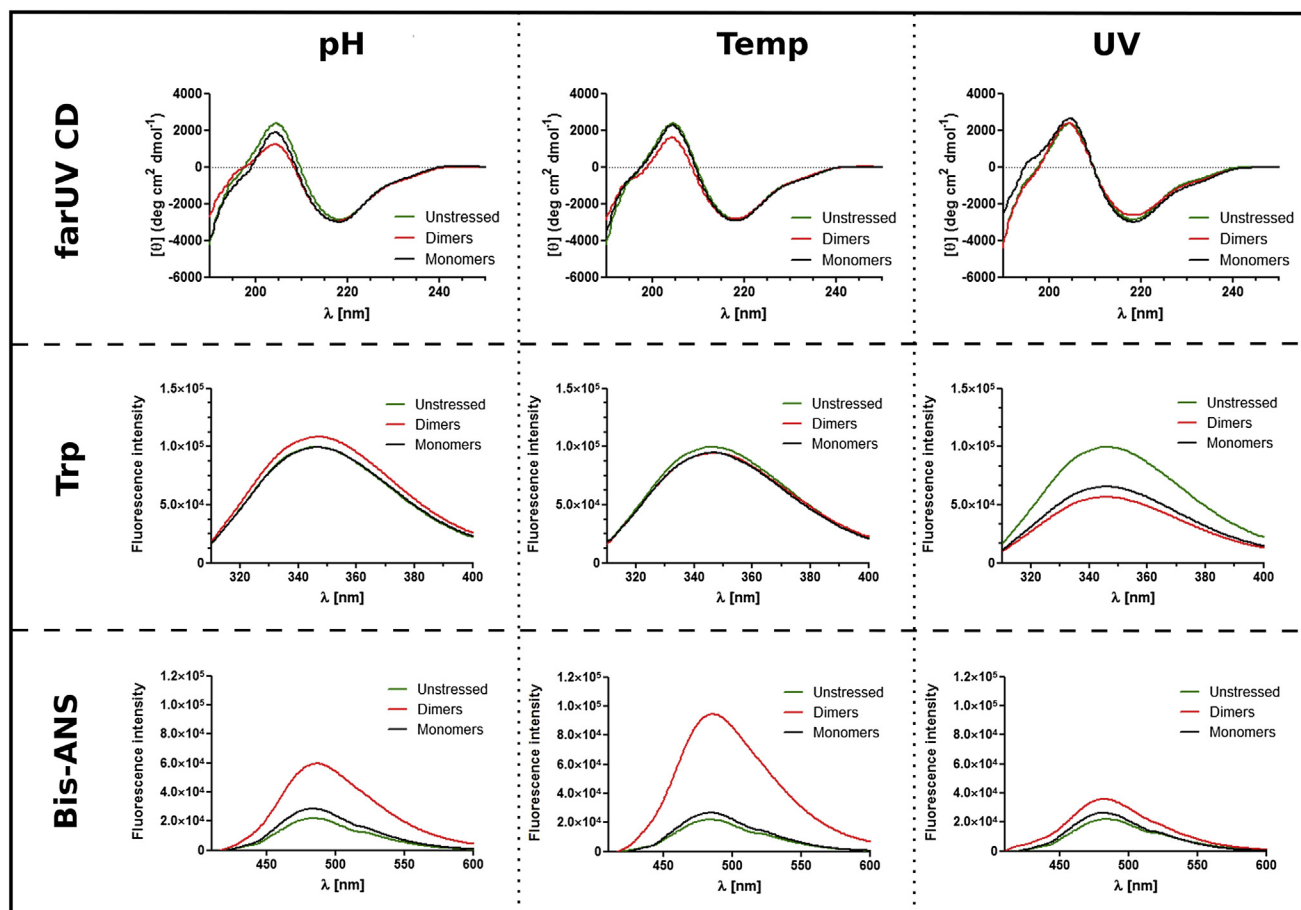 pH
Temp
UV
farUV CD
[θ] (deg cm² dmol⁻¹)
4000
2000
0
-2000
-4000
-6000
200
220
240
λ [nm]
Unstressed
Dimers
Monomers
[θ] (deg cm² dmol⁻¹)
4000
2000
0
-2000
-4000
-6000
200
220
240
λ [nm]
Unstressed
Dimers
Monomers
[θ] (deg cm² dmol⁻¹)
4000
2000
0
-2000
-4000
-6000
200
220
240
λ [nm]
Unstressed
Dimers
Monomers
Trp
Fluorescence intensity
1.5×10⁵
1.0×10⁵
5.0×10⁴
0
320
340
360
380
400
λ [nm]
Unstressed
Dimers
Monomers
Fluorescence intensity
1.5×10⁵
1.0×10⁵
5.0×10⁴
0
320
340
360
380
400
λ [nm]
Unstressed
Dimers
Monomers
Fluorescence intensity
1.5×10⁵
1.0×10⁵
5.0×10⁴
0
320
340
360
380
400
λ [nm]
Unstressed
Dimers
Monomers
Bis-ANS
Fluorescence intensity
1.2×10⁵
1.0×10⁵
8.0×10⁴
6.0×10⁴
4.0×10⁴
2.0×10⁴
0
450
500
550
600
λ [nm]
Unstressed
Dimers
Monomers
Fluorescence intensity
1.2×10⁵
1.0×10⁵
8.0×10⁴
6.0×10⁴
4.0×10⁴
2.0×10⁴
0
450
500
550
600
λ [nm]
Unstressed
Dimers
Monomers
Fluorescence intensity
1.2×10⁵
1.0×10⁵
8.0×10⁴
6.0×10⁴
4.0×10⁴
2.0×10⁴
0
450
500
550
600
λ [nm]
Unstressed
Dimers
Monomers